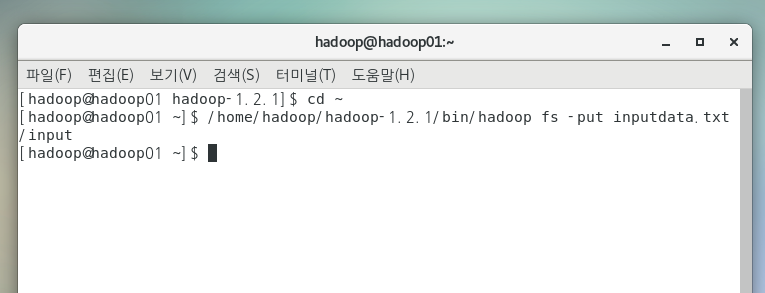 hadoop@hadoop01:~
파일(F) 편집(E) 보기(V) 검색(S) 터미널(T) 도움말(H)
[hadoop@hadoop01 hadoop-1.2.1]$ cd ~
[hadoop@hadoop01 ~]$ /home/hadoop/hadoop-1.2.1/bin/hadoop fs -put inputdata.txt
/input
[hadoop@hadoop01 ~]$